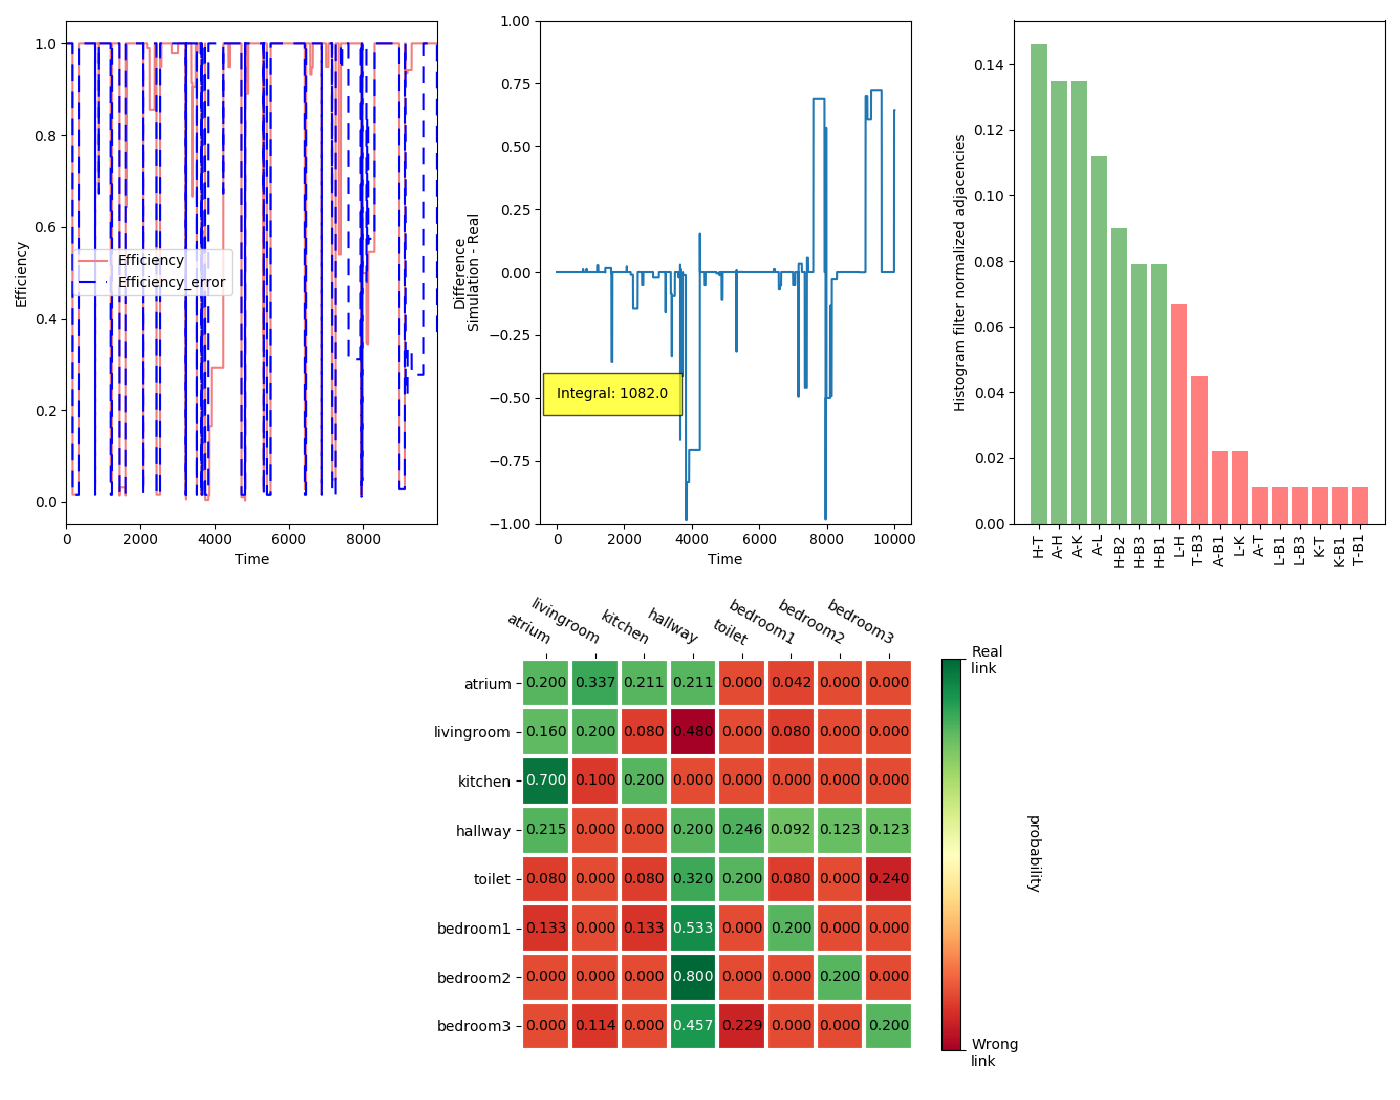 1.0
0.8
0.6
0.4
0.2
0.0
Efficiency
Efficiency
Efficiency_error
0 2000 4000 6000 8000
Time
1.00
0.75
0.50
0.25
0.00
−0.25
−0.50
−0.75
−1.00
Difference
Simulation - Real
Integral: 1082.0
0 2000 4000 6000 8000 10000
Time
0.14
0.12
0.10
0.08
0.06
0.04
0.02
0.00
Histogram filter normalized adjacencies
H-T A-H A-K A-L H-B2 H-B3 H-B1 L-H T-B3 A-B1 L-K A-T L-B1 L-B3 K-T K-B1 T-B1
atrium livingroom kitchen hallway toilet bedroom1 bedroom2 bedroom3
atrium 0.200 0.337 0.211 0.211 0.000 0.042 0.000 0.000
livingroom 0.160 0.200 0.080 0.480 0.000 0.080 0.000 0.000
kitchen 0.700 0.100 0.200 0.000 0.000 0.000 0.000 0.000
hallway 0.215 0.000 0.000 0.200 0.246 0.092 0.123 0.123
toilet 0.080 0.000 0.080 0.320 0.200 0.080 0.000 0.240
bedroom1 0.133 0.000 0.133 0.533 0.000 0.200 0.000 0.000
bedroom2 0.000 0.000 0.000 0.800 0.000 0.000 0.200 0.000
bedroom3 0.000 0.114 0.000 0.457 0.229 0.000 0.000 0.200
Real
link
probability
Wrong
link